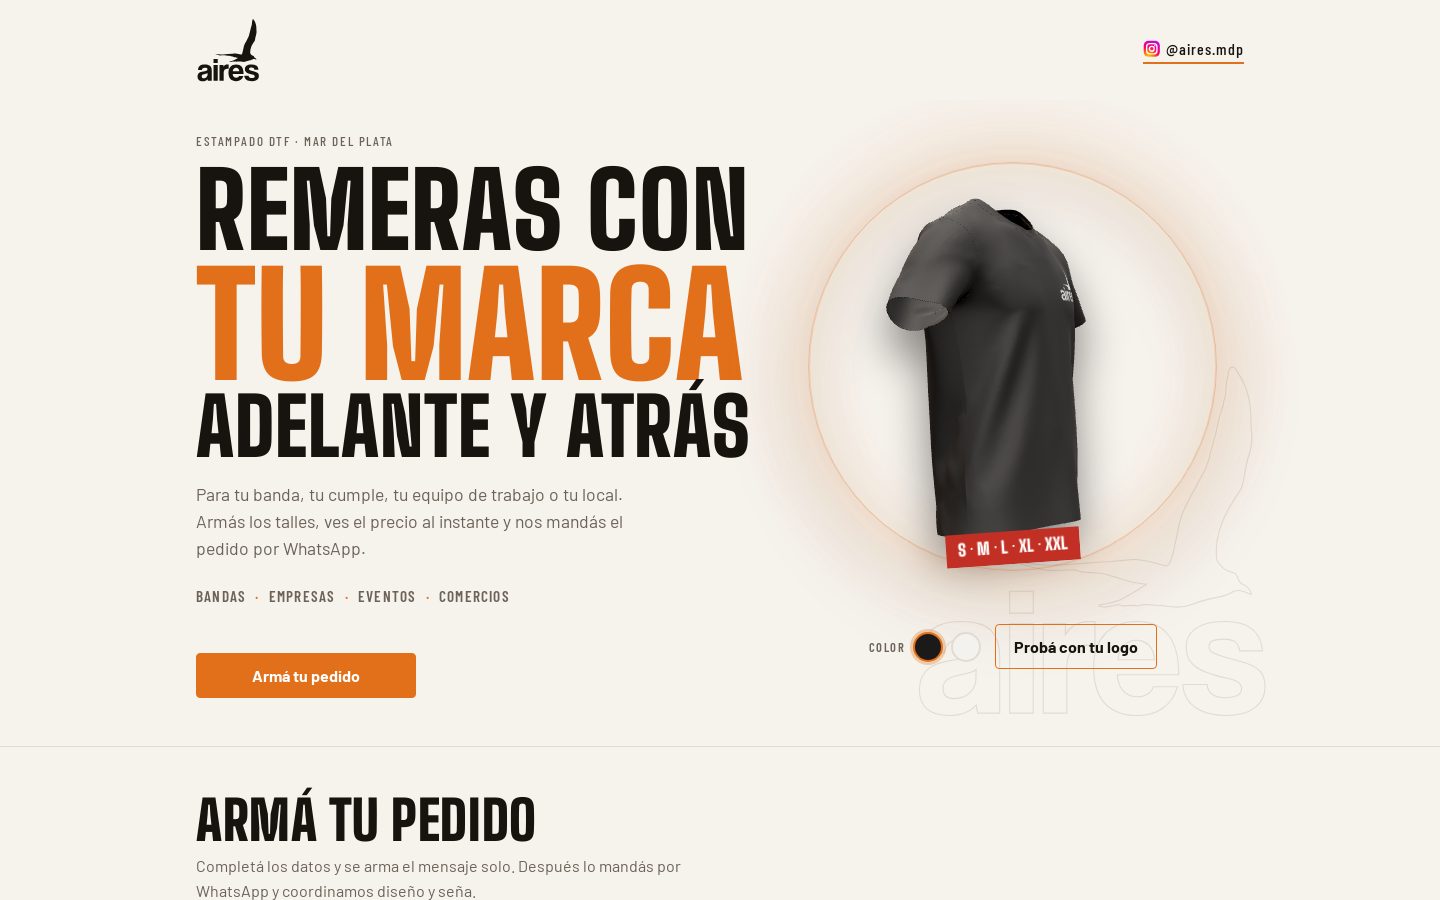 aires
@aires.mdp
ESTAMPADO DTF · MAR DEL PLATA
REMERAS CON
TU MARCA
ADELANTE Y ATRÁS
aires
S · M · L · XL · XXL
Para tu banda, tu cumple, tu equipo de trabajo o tu local.
Armás los talles, ves el precio al instante y nos mandás el
pedido por WhatsApp.
BANDAS · EMPRESAS · EVENTOS · COMERCIOS
Armá tu pedido
COLOR
Probá con tu logo
aires
ARMÁ TU PEDIDO
Completá los datos y se arma el mensaje solo. Después lo mandás por
WhatsApp y coordinamos diseño y seña.